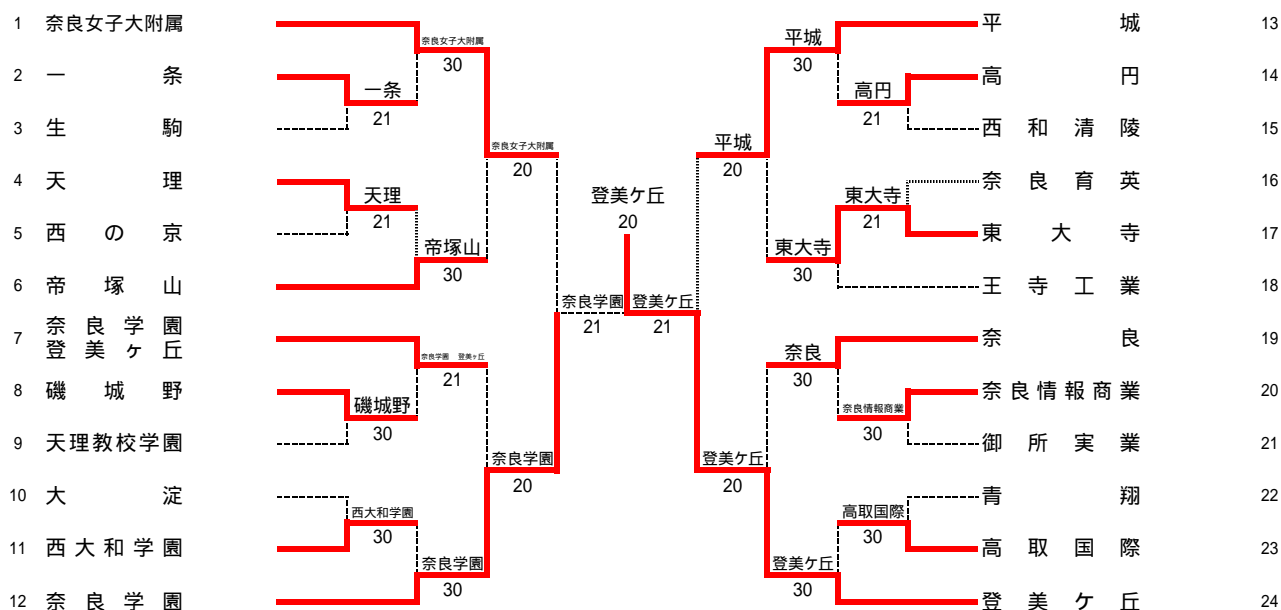 1 奈良女子大附属
2 一条
3 生駒
4 天理
5 西の京
6 帝塚山
7 奈良学園
登美ヶ丘
8 磯城野
9 天理教校学園
10 大淀
11 西大和学園
12 奈良学園
奈良女子大附属
30
一条
21
天理
21
帝塚山
30
奈良学園 登美ヶ丘
21
磯城野
30
西大和学園
30
奈良学園
30
奈良女子大附属
20
奈良学園
20
奈良学園
21
登美ケ丘
20
登美ケ丘
21
平城
20
登美ケ丘
20
平城
30
高円
21
東大寺
21
東大寺
30
奈良
30
奈良情報商業
30
高取国際
30
登美ケ丘
30
平城 13
高円 14
西和清陵 15
奈良育英 16
東大寺 17
王寺工業 18
奈良 19
奈良情報商業 20
御所実業 21
青翔 22
高取国際 23
登美ケ丘 24